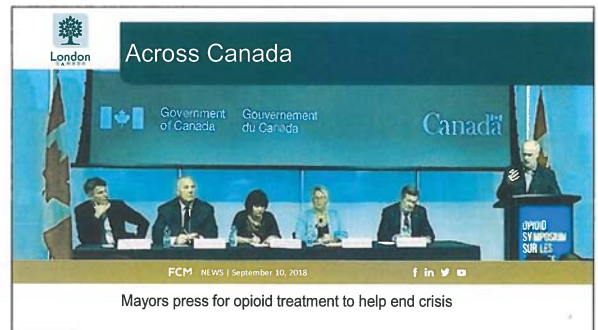 London
CANADA
Across Canada
Government of Canada
Gouvernement du Canada
Canada
OPIOID
SYMPOSIUM
SUR LES
FCM NEWS | September 10, 2018
f in
Mayors press for opioid treatment to help end crisis